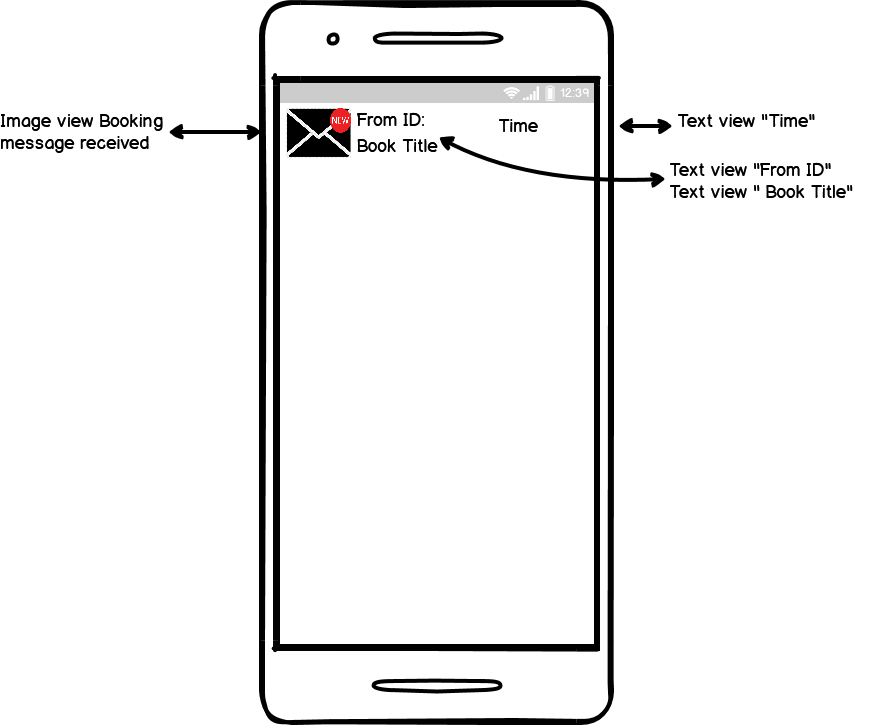 12:39
Image view Booking
message received
NEW
From ID:
Book Title
Time
Text view "Time"
Text view "From ID"
Text view " Book Title"